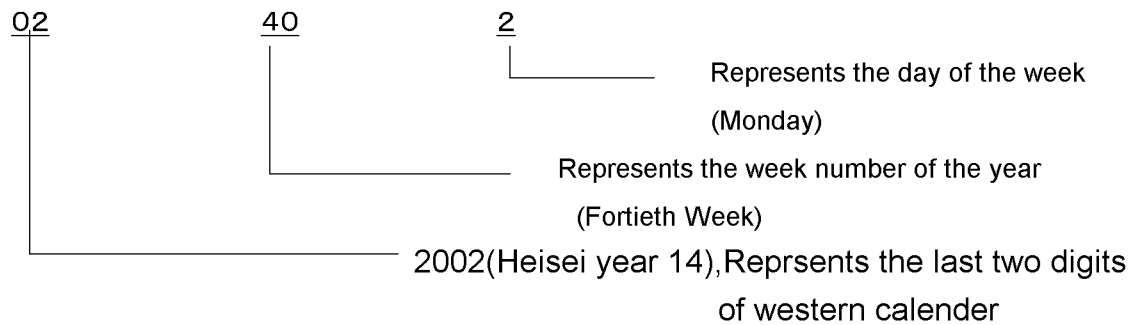 02 40 2
Represents the day of the week
(Monday)
Represents the week number of the year
(Fortieth Week)
2002(Heisei year 14),Reprsents the last two digits
of western calender